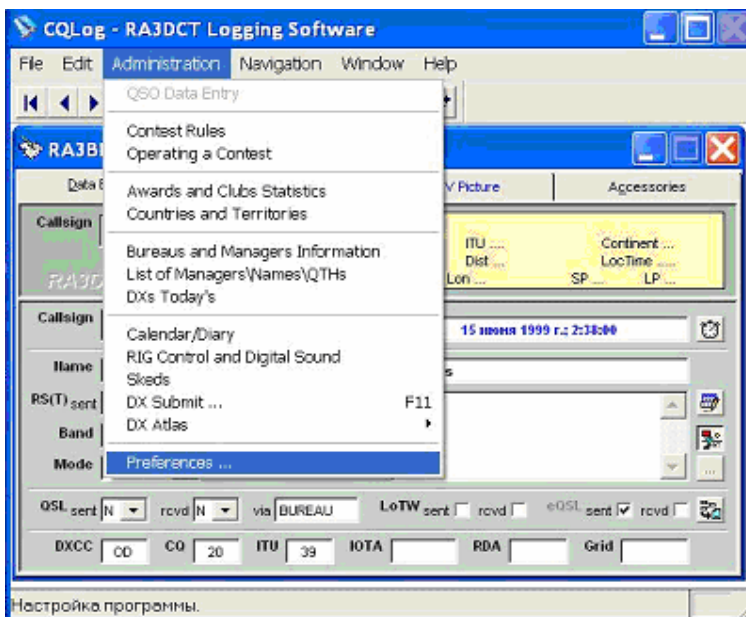 CQLog - RA3DCT Logging Software
File Edit Administration Navigation Window Help
QSO Data Entry
Contest Rules
Operating a Contest
Awards and Clubs Statistics
Countries and Territories
Bureaus and Managers Information
List of Managers\Names\QTHs
DXs Today's
Calendar/Diary
RIG Control and Digital Sound
Skeds
DX Submit ... F11
DX Atlas
Preferences ...
Picture Accessories
Callsign
ITU .... Continent ...
Dist ... LocTime .....
Lon ... SP ... LP ...
Callsign 15 июня 1999 г.; 2:38:00
Name
RS(T) sent
Band
Mode
QSL sent N rcvd N via BUREAU LoTW sent rcvd eQSL sent rcvd
DXCC OD CQ 20 ITU 39 IOTA RDA Grid
Настройка программы.